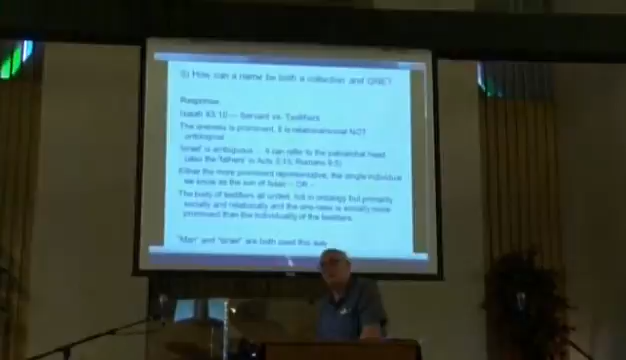 5) How can a name be both a collection and ONE?
Response
Isaiah 43:10 — Servant vs. Testifiers
The oneness is prominent, it is relational/social NOT
ontological
'Israel' is ambiguous – it can refer to the patriarchal head
(also the 'fathers' in Acts 3:13, Romans 9:5)
Either the more prominent representative, the single individual
we know as the son of Isaac – OR –
The body of testifiers all united, not in ontology but primarily
socially and relationally and the one-ness is socially more
prominent than the individuality of the testifiers.
"Man" and "Israel" are both used this way